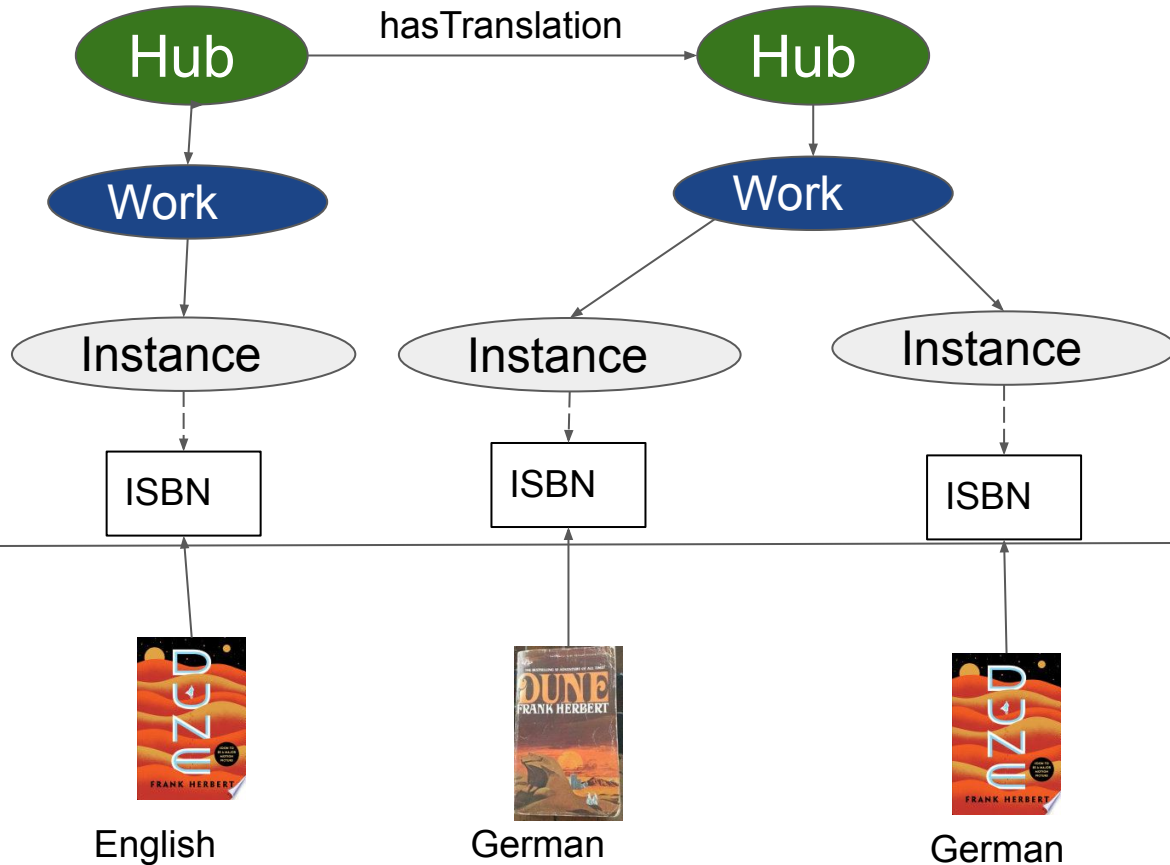 hasTranslation
Hub
Hub
Work
Work
Instance
Instance
Instance
ISBN
ISBN
ISBN
DUNE
FRANK HERBERT
DUNE
FRANK HERBERT
DUNE
FRANK HERBERT
English
German
German